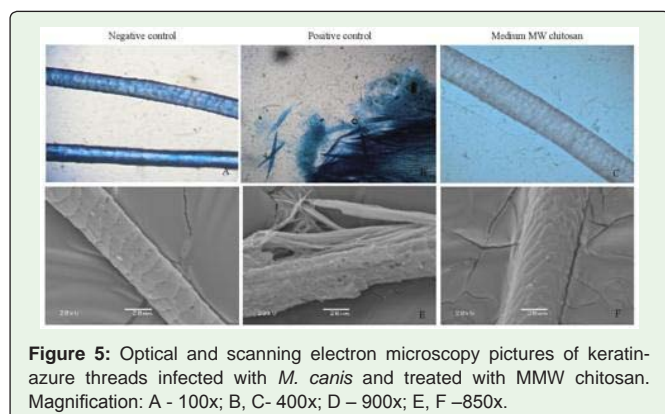 Negative control
Positive control
Medium MW chitosan
A
B
C
E
F
Figure 5: Optical and scanning electron microscopy pictures of keratin-
azure threads infected with M. canis and treated with MMW chitosan.
Magnification: A - 100x; B, C- 400x; D – 900x; E, F –850x.